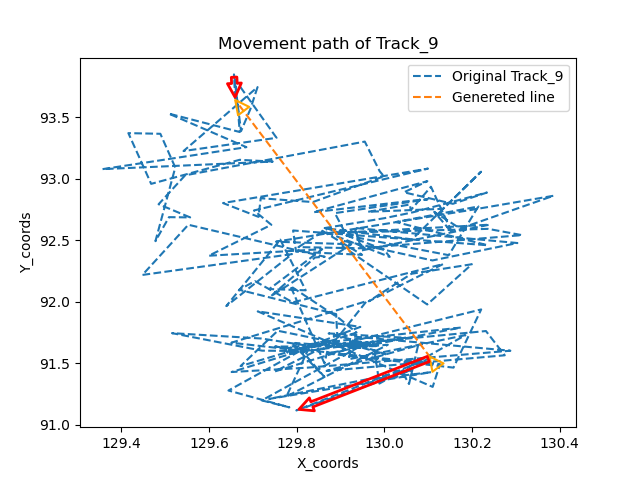 Movement path of Track_9
Original Track_9
Genereted line
93.5
93.0
92.5
92.0
91.5
91.0
Y_coords
129.4 129.6 129.8 130.0 130.2 130.4
X_coords